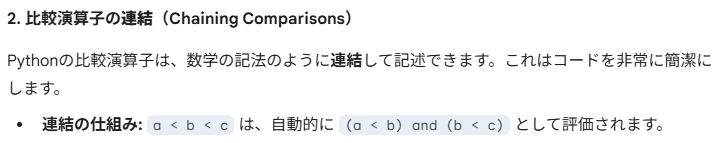 2. 比較演算子の連結（Chaining Comparisons）
Pythonの比較演算子は、数学の記法のように連結して記述できます。これはコードを非常に簡潔に
します。
• 連結の仕組み: a < b < c は、自動的に (a < b) and (b < c) として評価されます。